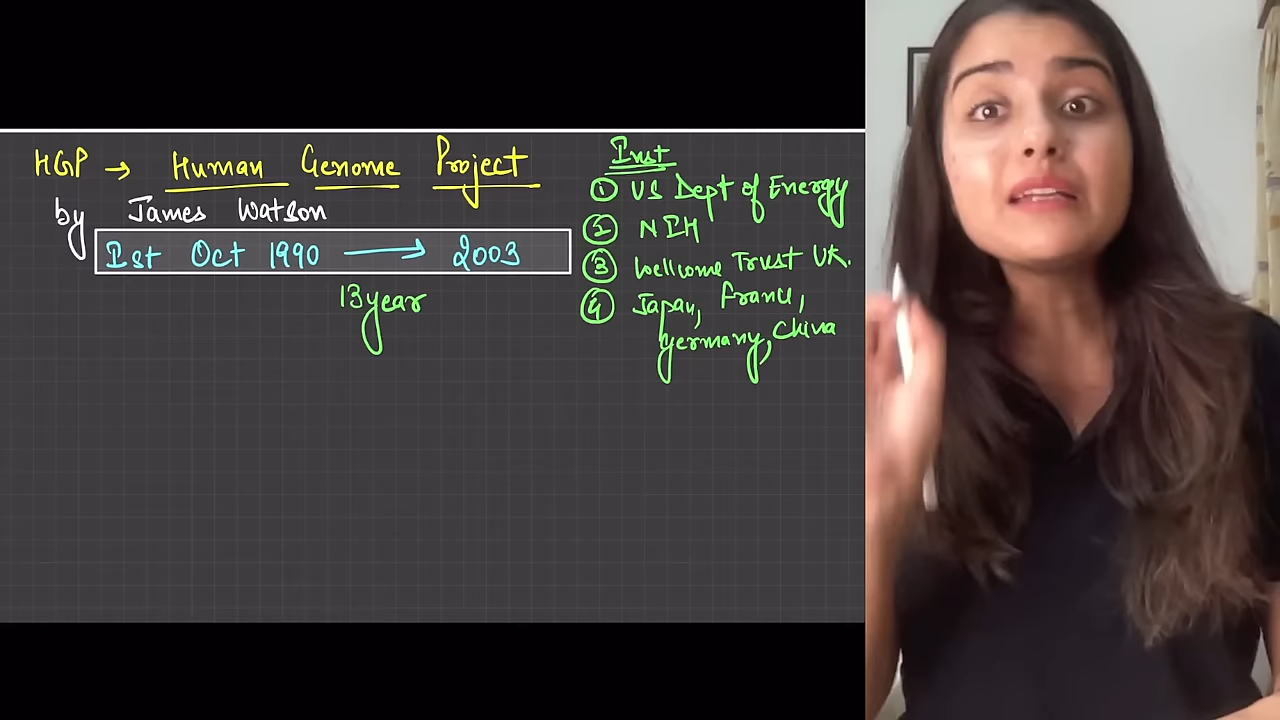 HGP → Human Genome Project
by James Watson
1st Oct 1990 → 2003
13 year
Inst
① US Dept of Energy
② NIH
③ Wellcome Trust UK.
④ Japan, France,
Germany, China